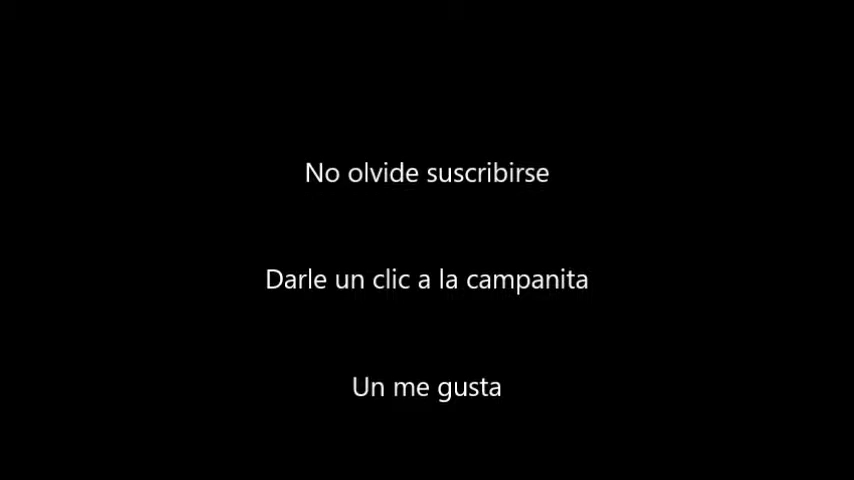 No olvide suscribirse
Darle un clic a la campanita
Un me gusta